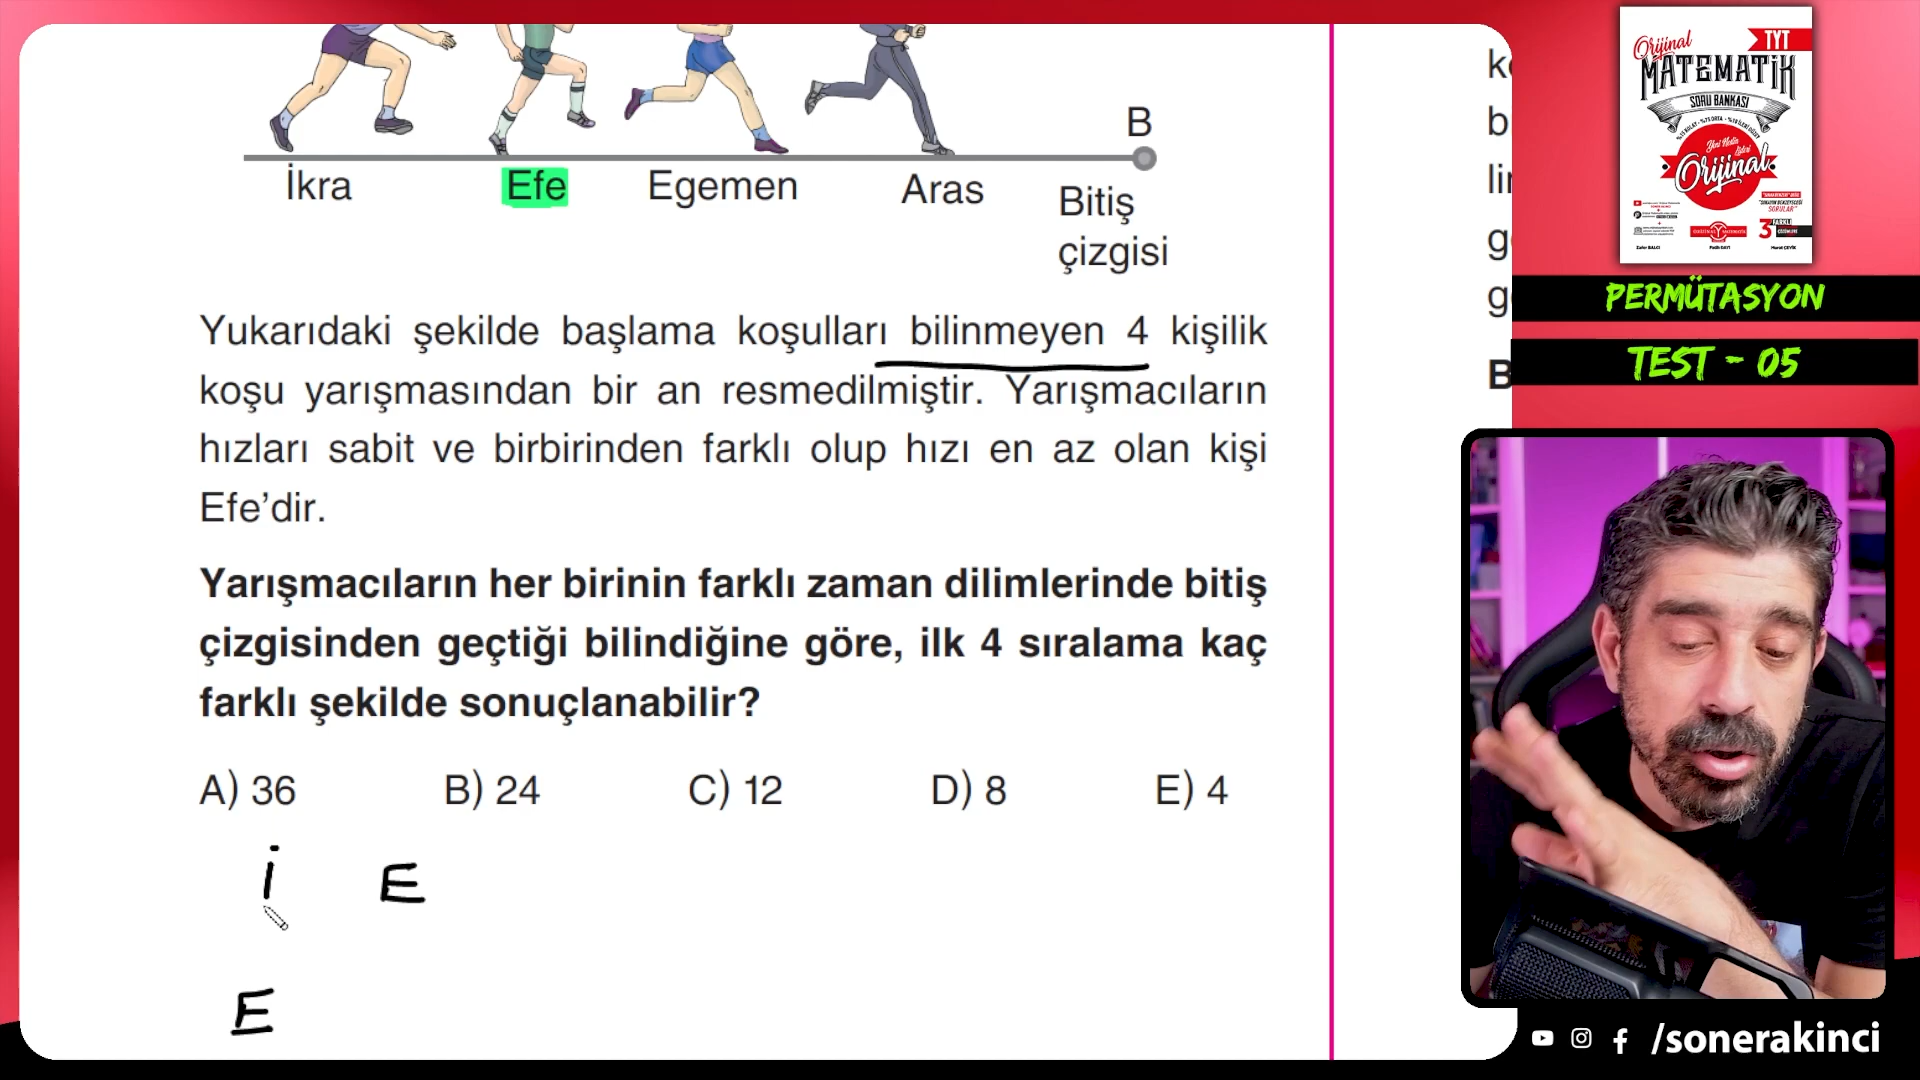 B
İkra
Efe
Egemen
Aras
Bitiş
çizgisi
Yukarıdaki şekilde başlama koşulları bilinmeyen 4 kişilik
koşu yarışmasından bir an resmedilmiştir. Yarışmacıların
hızları sabit ve birbirinden farklı olup hızı en az olan kişi
Efe’dir.
Yarışmacıların her birinin farklı zaman dilimlerinde bitiş
çizgisinden geçtiği bilindiğine göre, ilk 4 sıralama kaç
farklı şekilde sonuçlanabilir?
A) 36 B) 24 C) 12 D) 8 E) 4
İ E
E
b
g
g
B
Orijinal
TYT
MATEMATİK
SORU BANKASI
Orijinal
3
PERMÜTASYON
TEST - 05
/sonerakinci